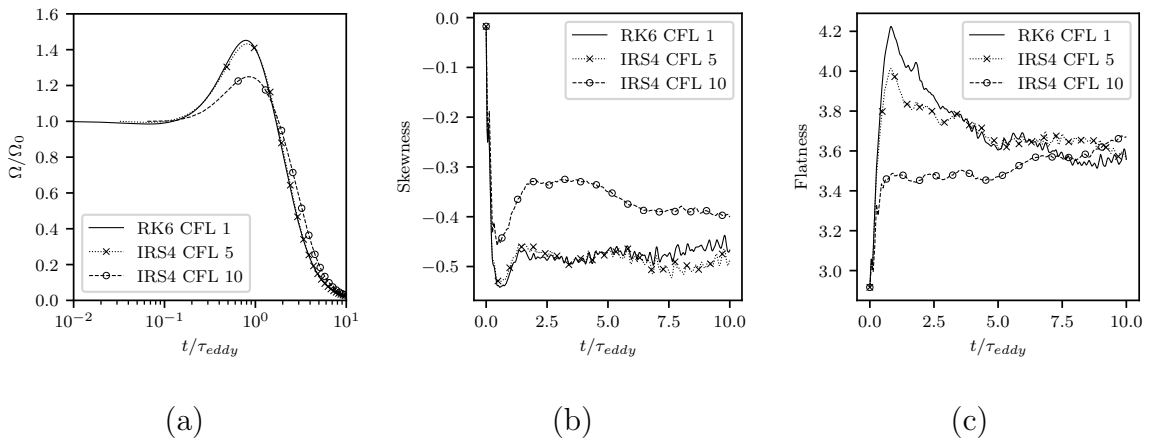 1.6
1.4
1.2
1.0
0.8
0.6
0.4
0.2
0.0
Ω/Ω0
RK6 CFL 1
IRS4 CFL 5
IRS4 CFL 10
10−2 10−1 100 101
t/τeddy
(a)
0.0
−0.1
−0.2
−0.3
−0.4
−0.5
Skewness
RK6 CFL 1
IRS4 CFL 5
IRS4 CFL 10
0.0 2.5 5.0 7.5 10.0
t/τeddy
(b)
4.2
4.0
3.8
3.6
3.4
3.2
3.0
Flatness
RK6 CFL 1
IRS4 CFL 5
IRS4 CFL 10
0.0 2.5 5.0 7.5 10.0
t/τeddy
(c)